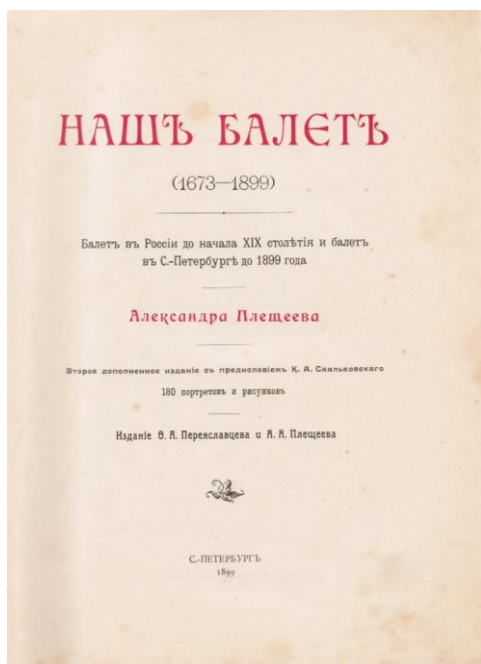 НАШЪ БАЛЕТЪ
(1673—1899)
Балетъ въ Россіи до начала XIX столѣтія и балетъ
въ С.-Петербургѣ до 1899 года
Александра Плещеева
Второе дополненное изданіе съ предисловіемъ К. А. Скальковскаго
180 портретовъ и рисунковъ
Изданіе Ѳ. А. Переяславцева и А. А. Плещеева
С.-ПЕТЕРБУРГЪ
1899